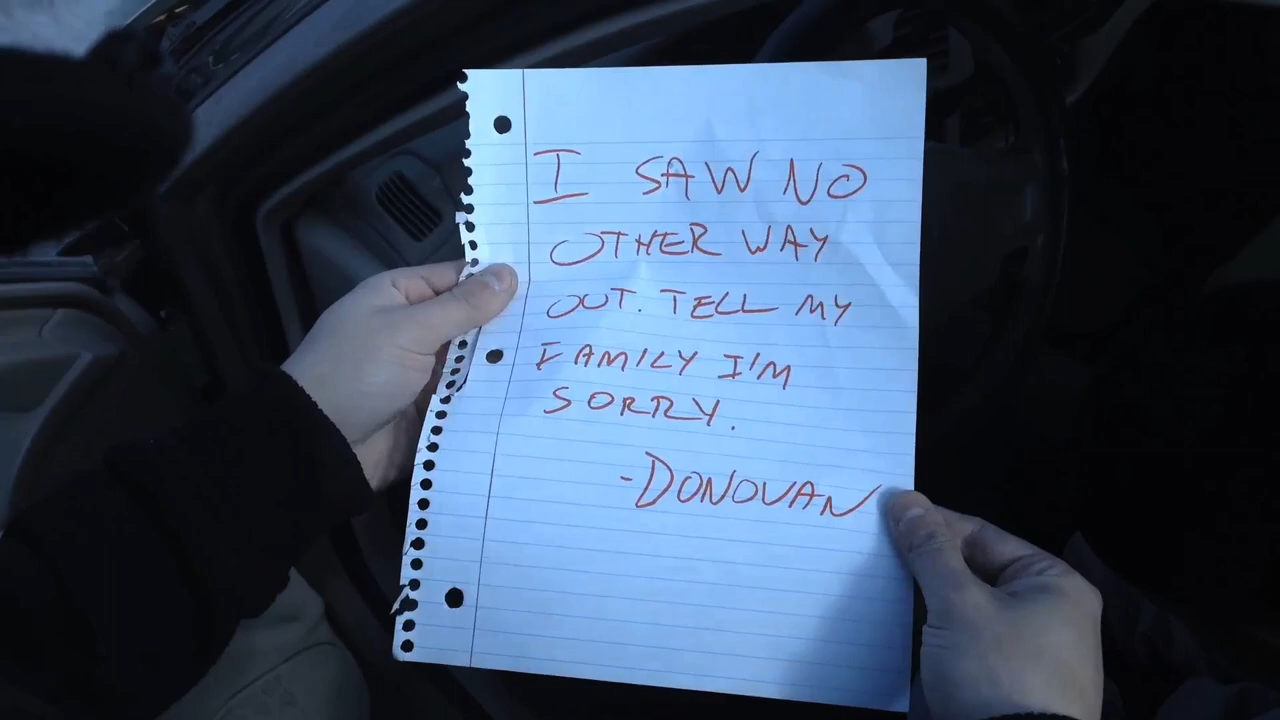 I SAW NO
OTHER WAY
OUT. TELL MY
FAMILY I'M
SORRY.
-DONOVAN